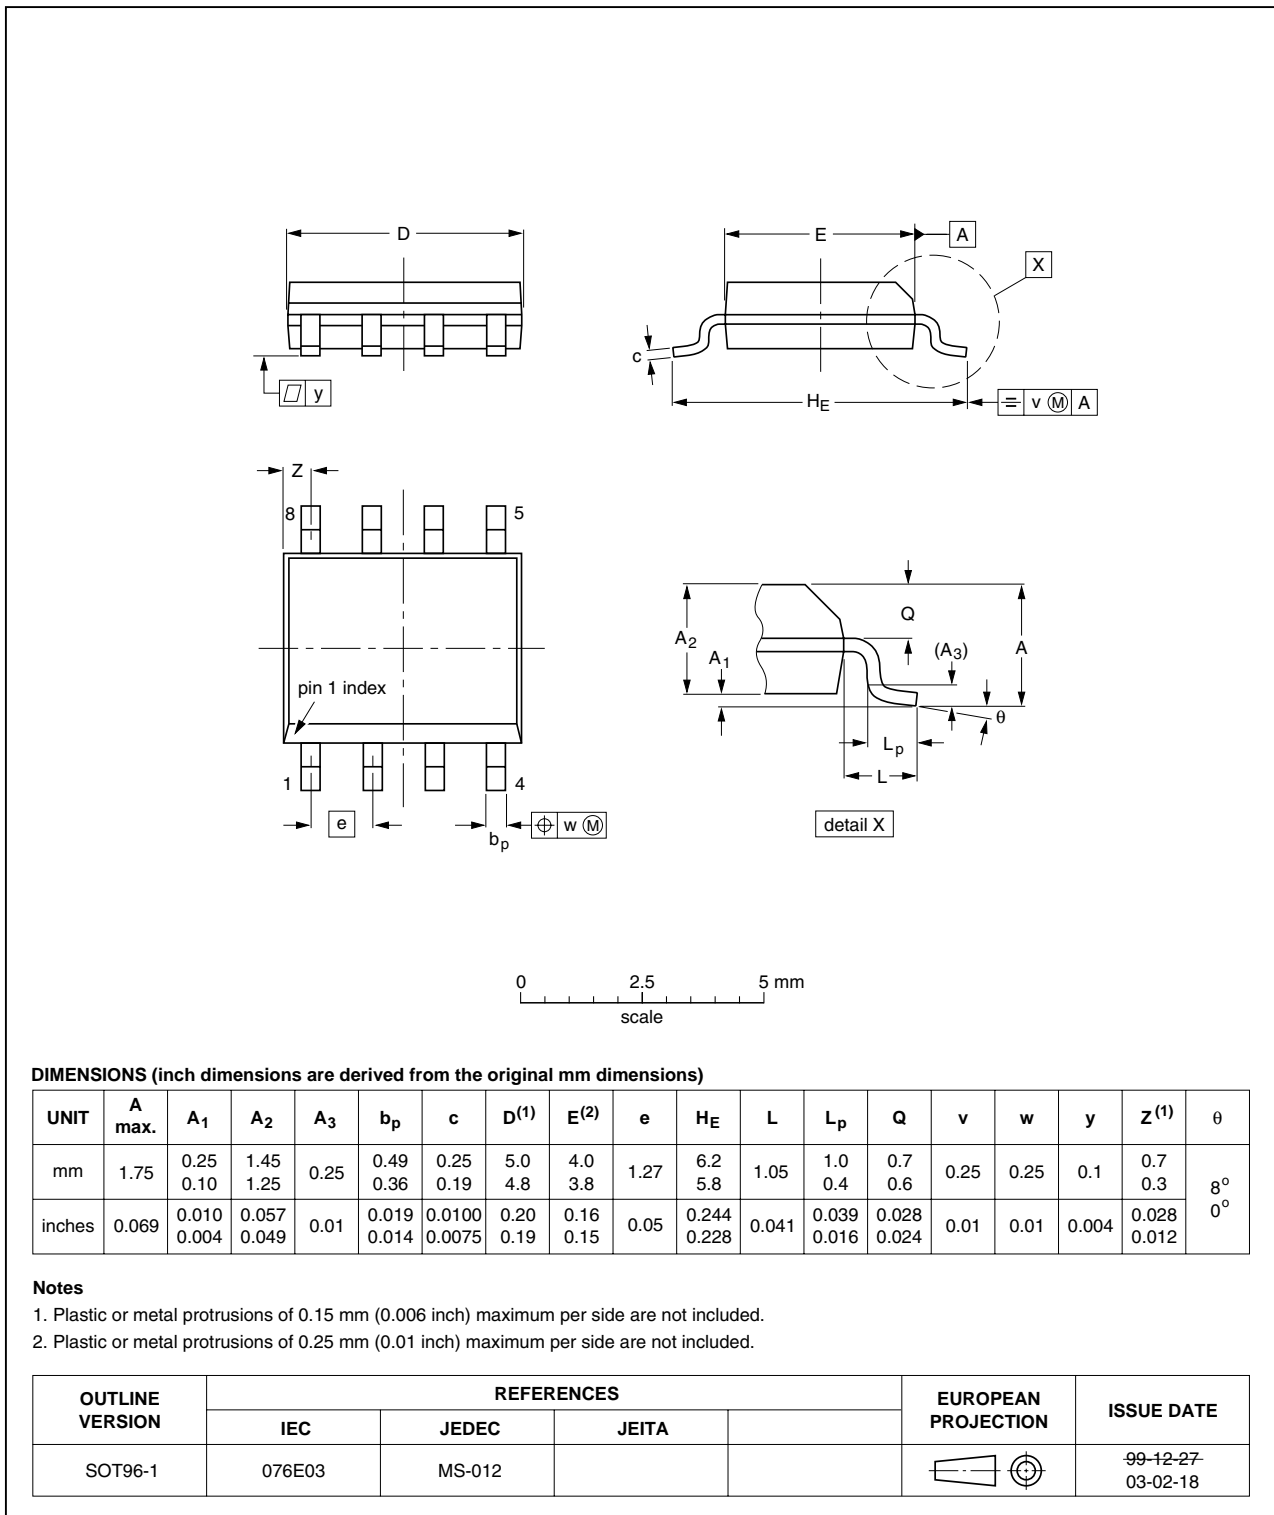 D
E
A
X
c
y
HE
v M A
Z
8
5
Q
A2
A1
(A3)
A
pin 1 index
θ
Lp
L
1
4
e
w M
bp
detail X
0 2.5 5 mm
scale
DIMENSIONS (inch dimensions are derived from the original mm dimensions)
UNIT A max. A1 A2 A3 bp c D(1) E(2) e HE L Lp Q v w y Z(1) θ
mm 1.75 0.25 0.10 1.45 1.25 0.25 0.49 0.36 0.25 0.19 5.0 4.8 4.0 3.8 1.27 6.2 5.8 1.05 1.0 0.4 0.7 0.6 0.25 0.25 0.1 0.7 0.3 8° 0°
inches 0.069 0.010 0.004 0.057 0.049 0.01 0.019 0.014 0.0100 0.0075 0.20 0.19 0.16 0.15 0.05 0.244 0.228 0.041 0.039 0.016 0.028 0.024 0.01 0.01 0.004 0.028 0.012
Notes
1. Plastic or metal protrusions of 0.15 mm (0.006 inch) maximum per side are not included.
2. Plastic or metal protrusions of 0.25 mm (0.01 inch) maximum per side are not included.
OUTLINE VERSION REFERENCES EUROPEAN PROJECTION ISSUE DATE
IEC JEDEC JEITA
SOT96-1 076E03 MS-012 99-12-27
03-02-18